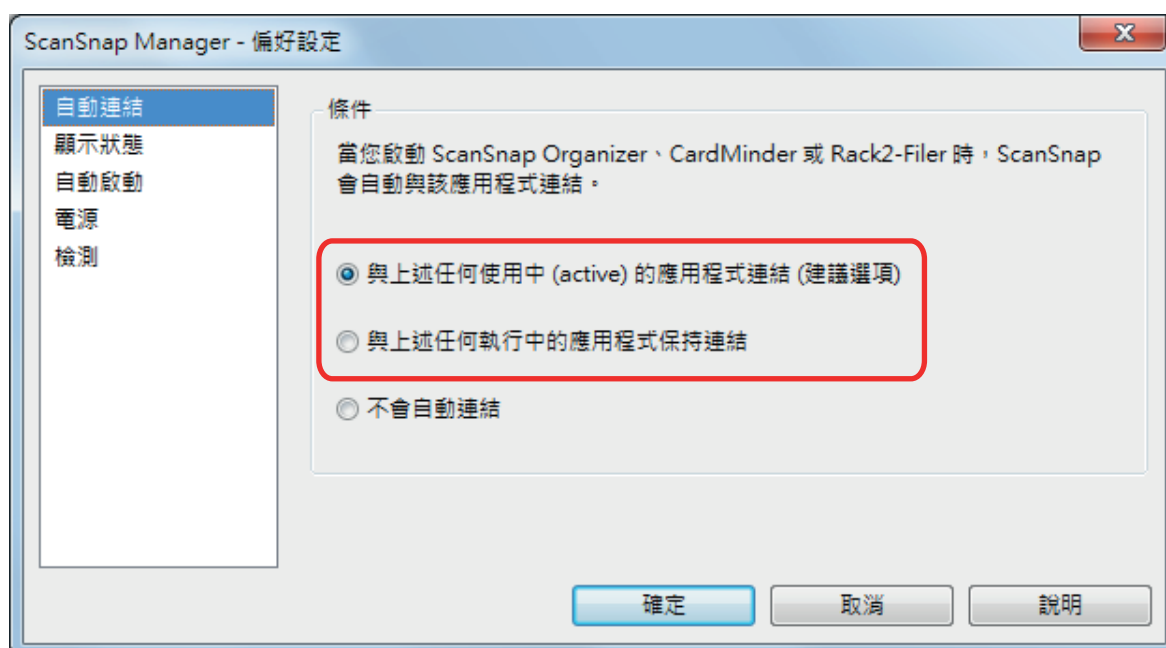 ScanSnap Manager - 偏好設定
自動連結
顯示狀態
自動啟動
電源
檢測
條件
當您啟動 ScanSnap Organizer、CardMinder 或 Rack2-Filer 時，ScanSnap
會自動與該應用程式連結。
與上述任何使用中 (active) 的應用程式連結 (建議選項)
與上述任何執行中的應用程式保持連結
不會自動連結
確定
取消
說明